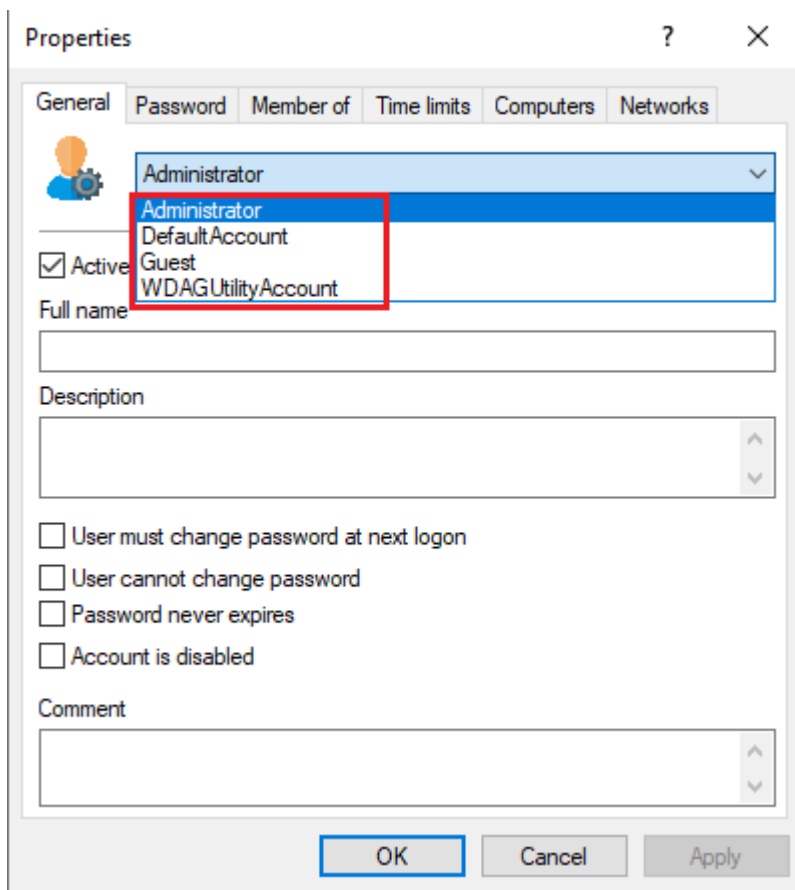 Properties ?
General Password Member of Time limits Computers Networks
Administrator
Administrator
DefaultAccount
Guest
WDAGUtilityAccount
Active
Full name
Description
User must change password at next logon
User cannot change password
Password never expires
Account is disabled
Comment
OK Cancel Apply